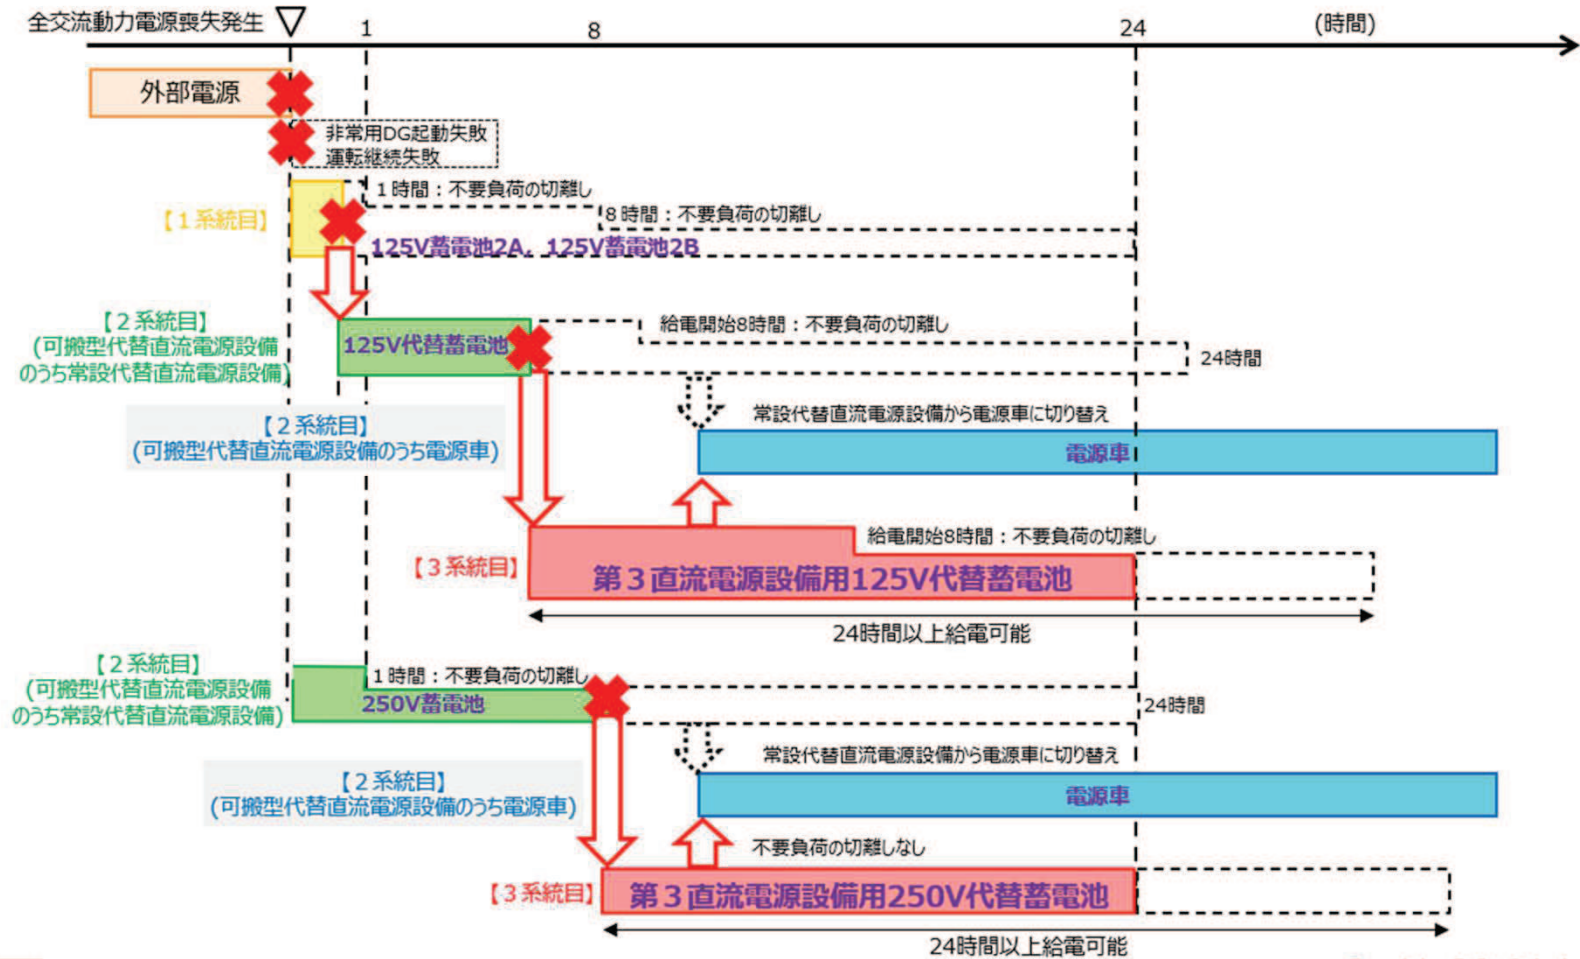 全交流動力電源喪失発生
1
8
24
(時間)
外部電源
非常用DG起動失敗
運転継続失敗
1時間：不要負荷の切離し
【1系統目】
8時間：不要負荷の切離し
125V蓄電池2A，125V蓄電池2B
【2系統目】
(可搬型代替直流電源設備
のうち常設代替直流電源設備)
125V代替蓄電池
給電開始8時間：不要負荷の切離し
24時間
【2系統目】
(可搬型代替直流電源設備のうち電源車)
常設代替直流電源設備から電源車に切り替え
電源車
【3系統目】
給電開始8時間：不要負荷の切離し
第3直流電源設備用125V代替蓄電池
24時間以上給電可能
【2系統目】
(可搬型代替直流電源設備
のうち常設代替直流電源設備)
1時間：不要負荷の切離し
250V蓄電池
24時間
常設代替直流電源設備から電源車に切り替え
【2系統目】
(可搬型代替直流電源設備のうち電源車)
電源車
不要負荷の切離しなし
【3系統目】
第3直流電源設備用250V代替蓄電池
24時間以上給電可能